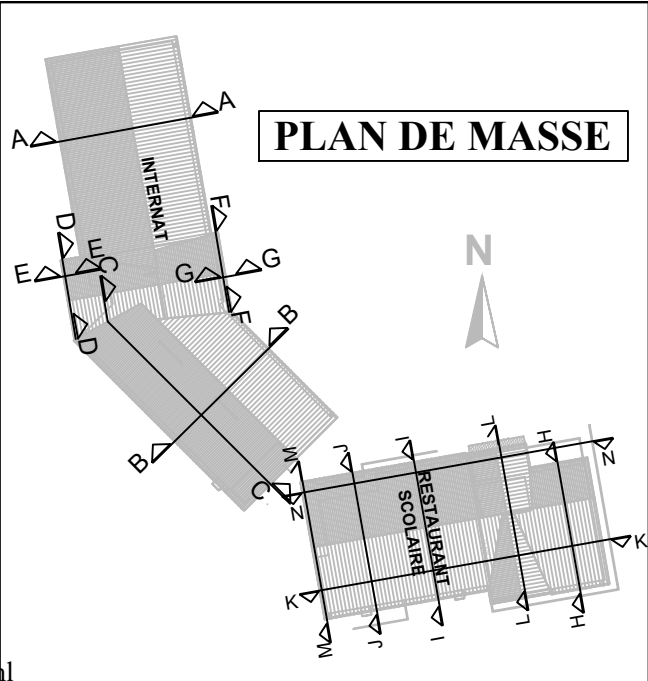 A
A
PLAN DE MASSE
INTERNAT
D
F
E
E
C
G
G
N
D
F
B
B
C
M
J
I
L
H
N
N
RESTAURANT
SCOLAIRE
K
K
M
J
I
L
H